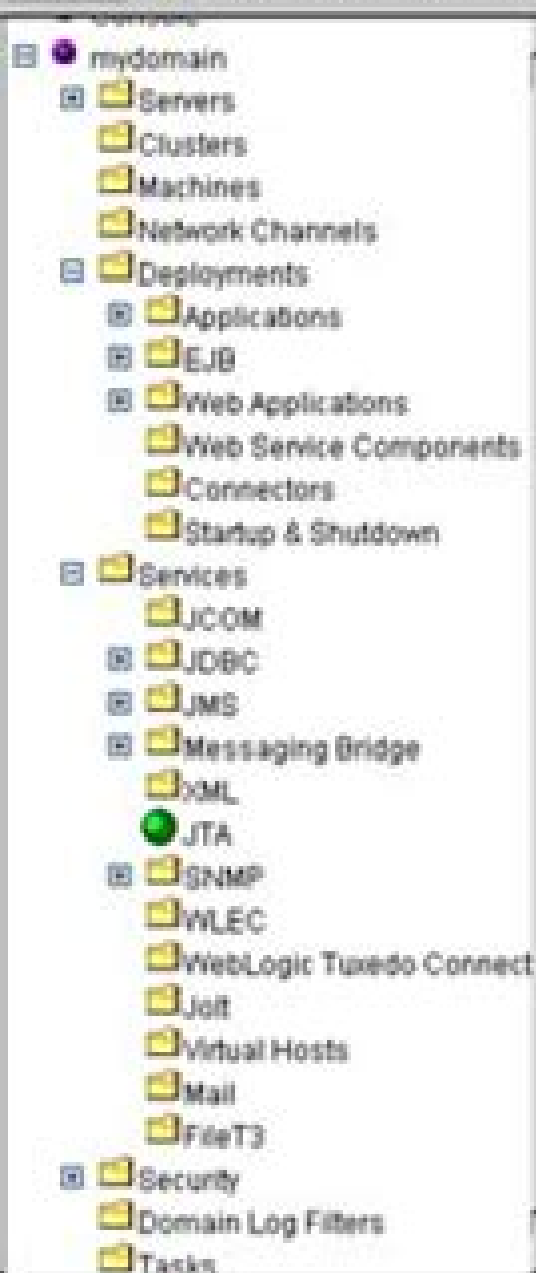 Console
mydomain
Servers
Clusters
Machines
Network Channels
Deployments
Applications
EJB
Web Applications
Web Service Components
Connectors
Startup & Shutdown
Services
JCOM
JDBC
JMS
Messaging Bridge
XML
JTA
SNMP
WLEC
WebLogic Tuxedo Connect
Jolt
Virtual Hosts
Mail
FileT3
Security
Domain Log Filters
Tasks